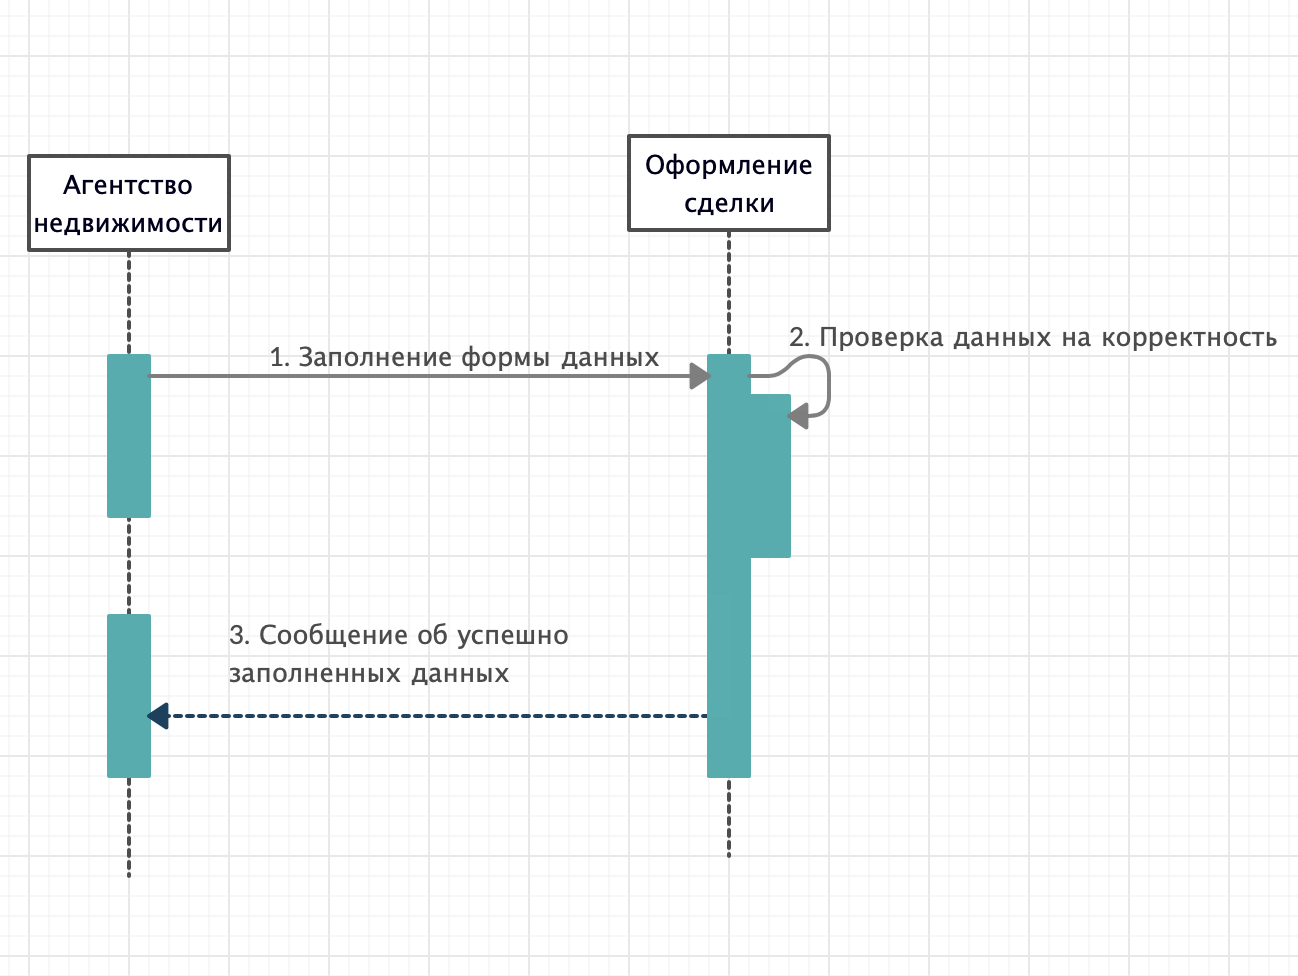 Агентство
недвижимости
Оформление
сделки
1. Заполнение формы данных
2. Проверка данных на корректность
3. Сообщение об успешно
заполненных данных